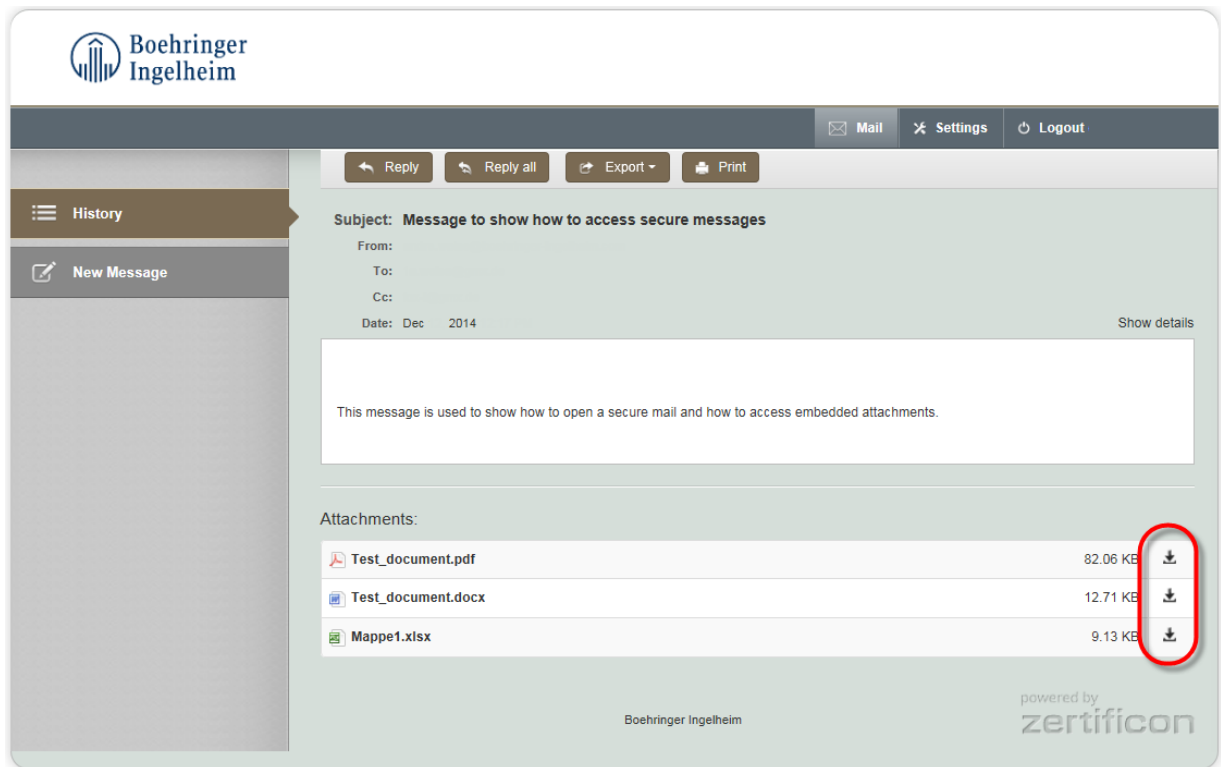 Boehringer
Ingelheim
Mail Settings Logout
Reply Reply all Export Print
History
New Message
Subject: Message to show how to access secure messages
From:
To:
Cc:
Date: Dec 2014
Show details
This message is used to show how to open a secure mail and how to access embedded attachments.
Attachments:
Test_document.pdf 82.06 KB
Test_document.docx 12.71 KB
Mappe1.xlsx 9.13 KB
powered by
zertificon
Boehringer Ingelheim